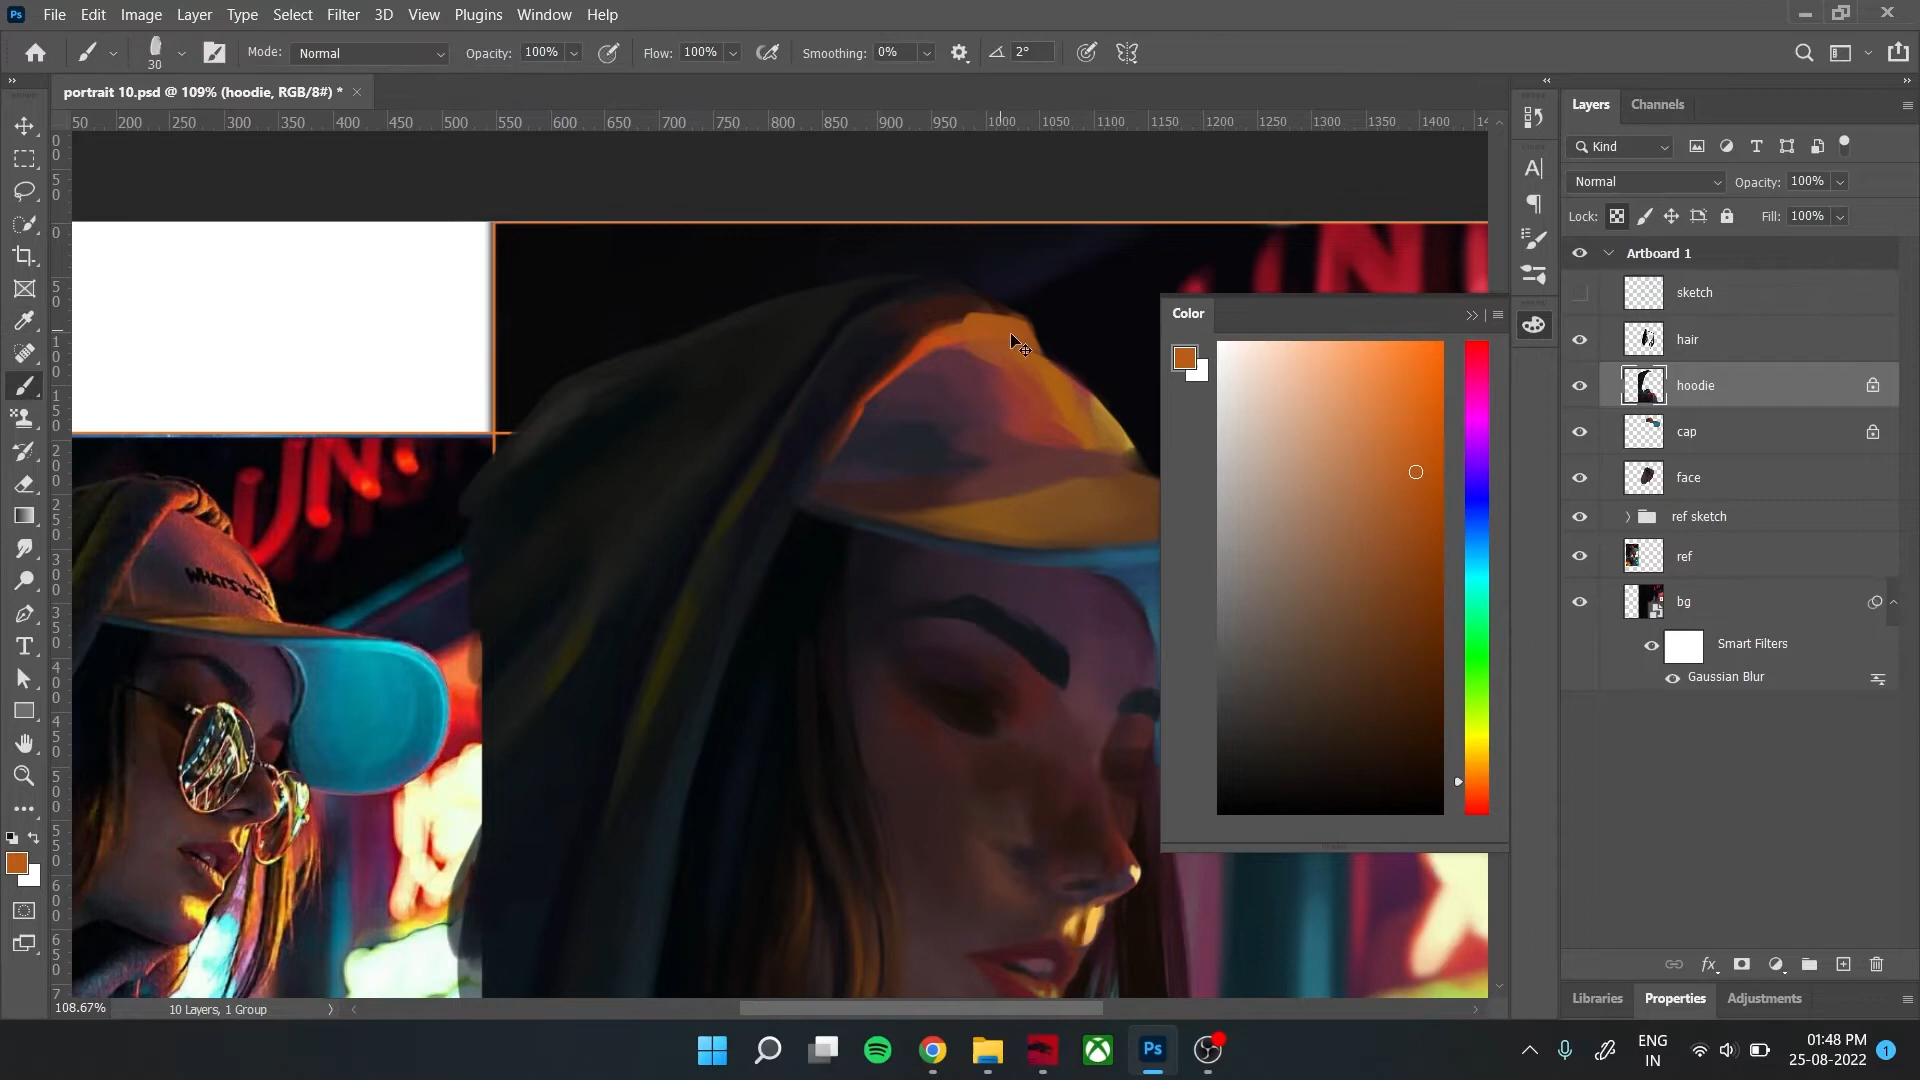 Ps File Edit Image Layer Type Select Filter 3D View Plugins Window Help
30 Mode: Normal Opacity: 100% Flow: 100% Smoothing: 0% 2°
portrait 10.psd @ 109% (hoodie, RGB/8#) *
50 200 250 300 350 400 450 500 550 600 650 700 750 800 850 900 950 1000 1050 1100 1150 1200 1250 1300 1350 1400
Layers Channels
Kind
Normal Opacity: 100%
Lock: Fill: 100%
Artboard 1
sketch
hair
hoodie
cap
face
ref sketch
ref
bg
Smart Filters
Gaussian Blur
Color
WHATS
108.67% 10 Layers, 1 Group
Libraries Properties Adjustments
Ps
ENG
IN
01:48 PM
25-08-2022
1